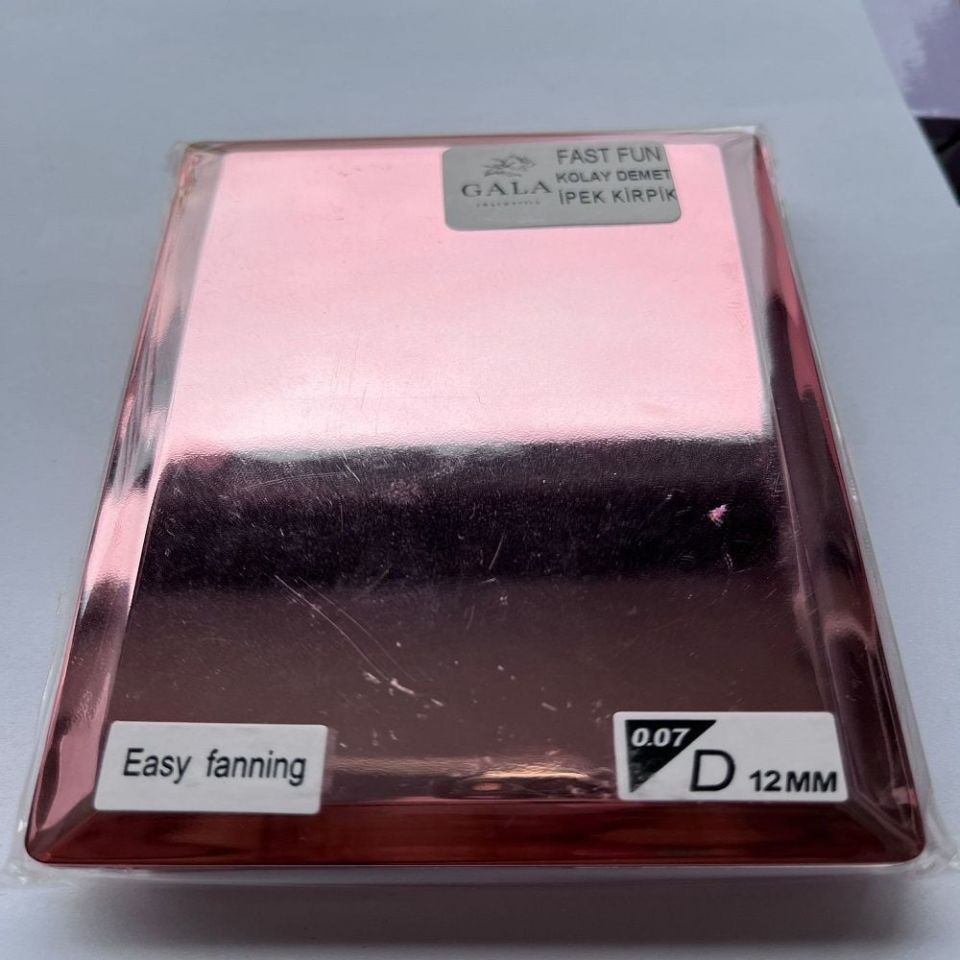 GALA
FAST FUN
KOLAY DEMET
İPEK KİRPİK
Easy fanning
0.07
D 12MM